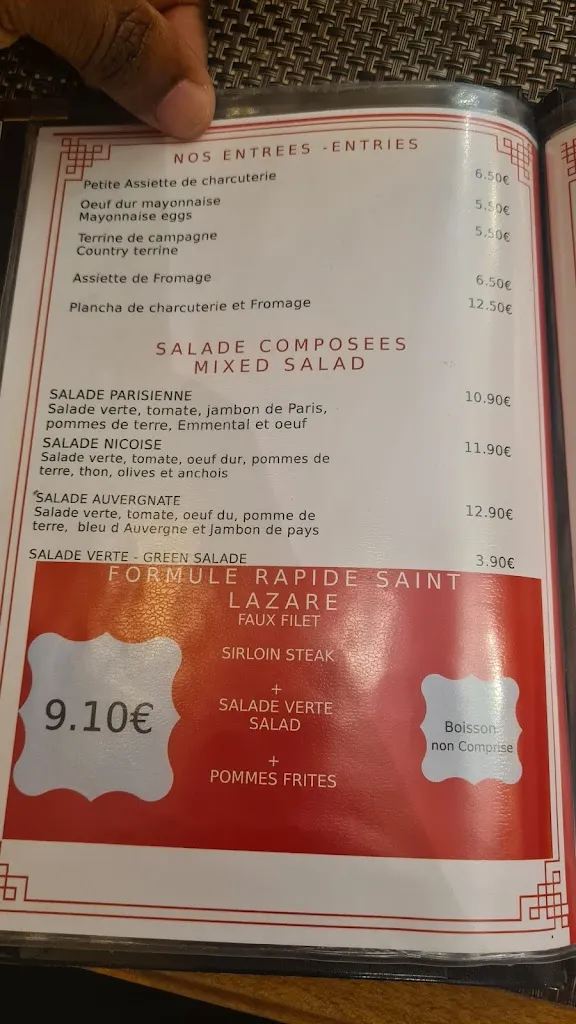 NOS ENTREES -ENTRIES
Petite Assiette de charcuterie 6.50€
Oeuf dur mayonnaise 5.50€
Mayonnaise eggs
Terrine de campagne 5.50€
Country terrine
Assiette de Fromage 6.50€
Plancha de charcuterie et Fromage 12.50€
SALADE COMPOSEES
MIXED SALAD
SALADE PARISIENNE 10.90€
Salade verte, tomate, jambon de Paris,
pommes de terre, Emmental et oeuf
SALADE NICOISE 11.90€
Salade verte, tomate, oeuf dur, pommes de
terre, thon, olives et anchois
*SALADE AUVERGNATE 12.90€
Salade verte, tomate, oeuf du, pomme de
terre, bleu d Auvergne et Jambon de pays
SALADE VERTE - GREEN SALADE 3.90€
FORMULE RAPIDE SAINT
LAZARE
FAUX FILET
SIRLOIN STEAK
+
SALADE VERTE
SALAD
+
POMMES FRITES
9.10€
Boisson
non Comprise